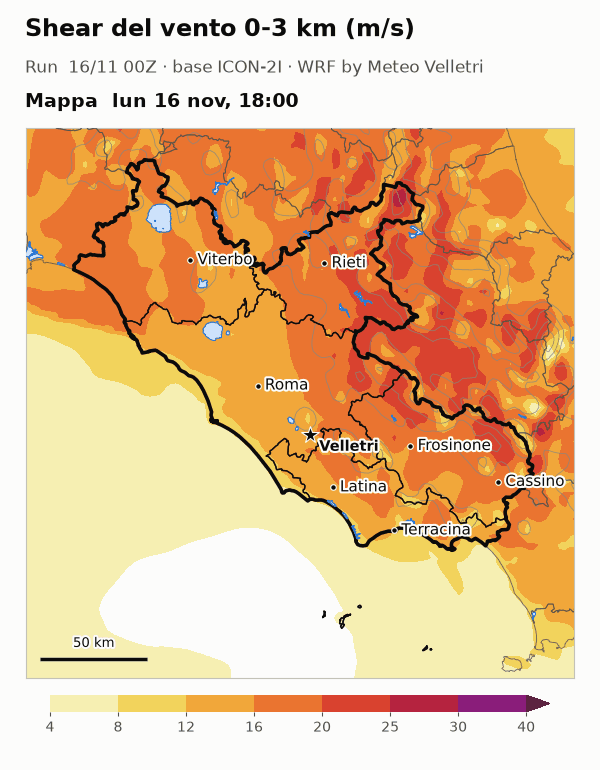 Shear del vento 0-3 km (m/s)
Run 16/11 00Z · base ICON-2I · WRF by Meteo Velletri
Mappa lun 16 nov, 18:00
Viterbo
Rieti
Roma
Velletri
Frosinone
Cassino
Latina
Terracina
50 km
4 8 12 16 20 25 30 40